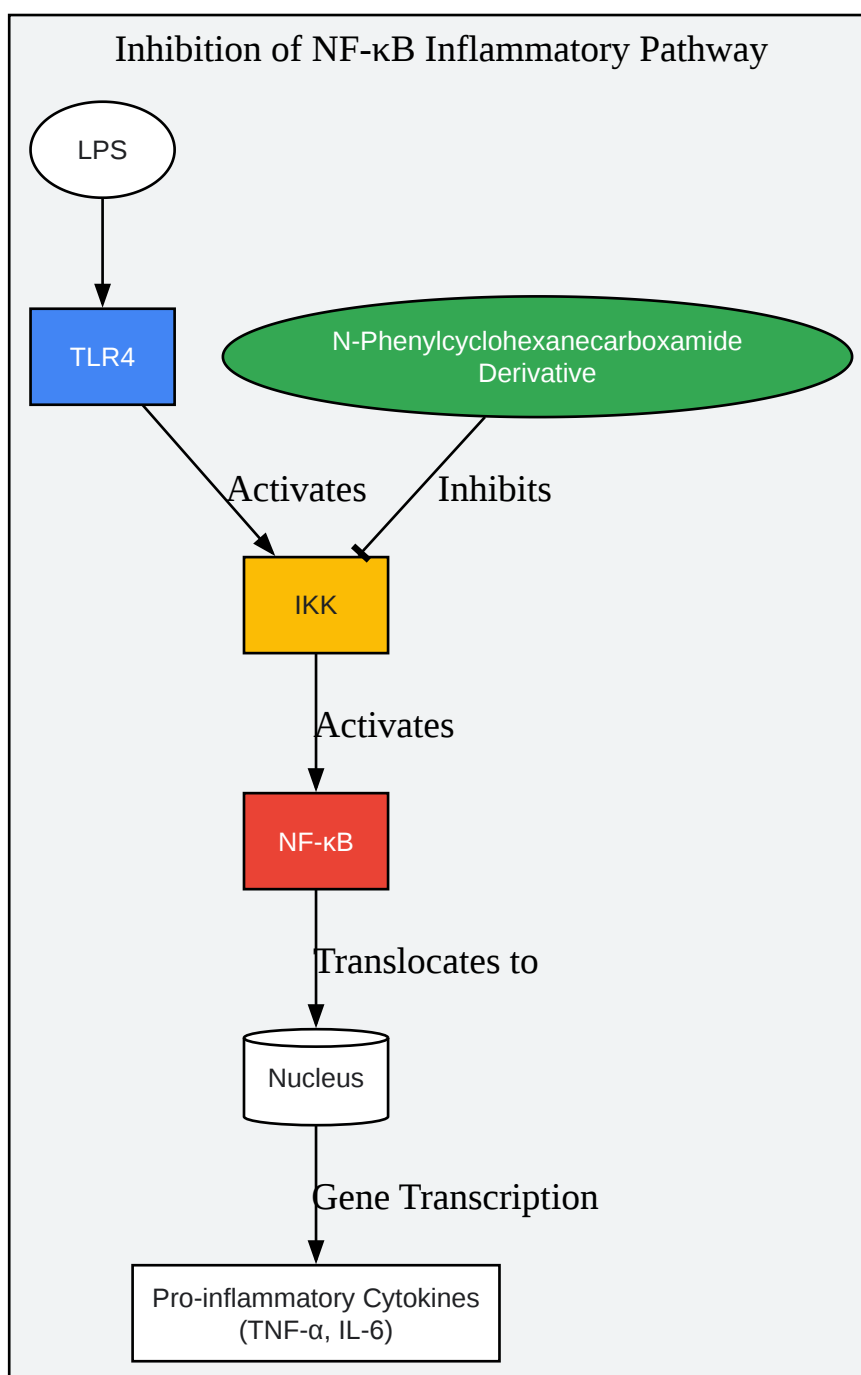 Inhibition of NF-κB Inflammatory Pathway
LPS
TLR4
N-Phenylcyclohexanecarboxamide
Derivative
Activates
Inhibits
IKK
Activates
NF-κB
Translocates to
Nucleus
Gene Transcription
Pro-inflammatory Cytokines
(TNF-α, IL-6)